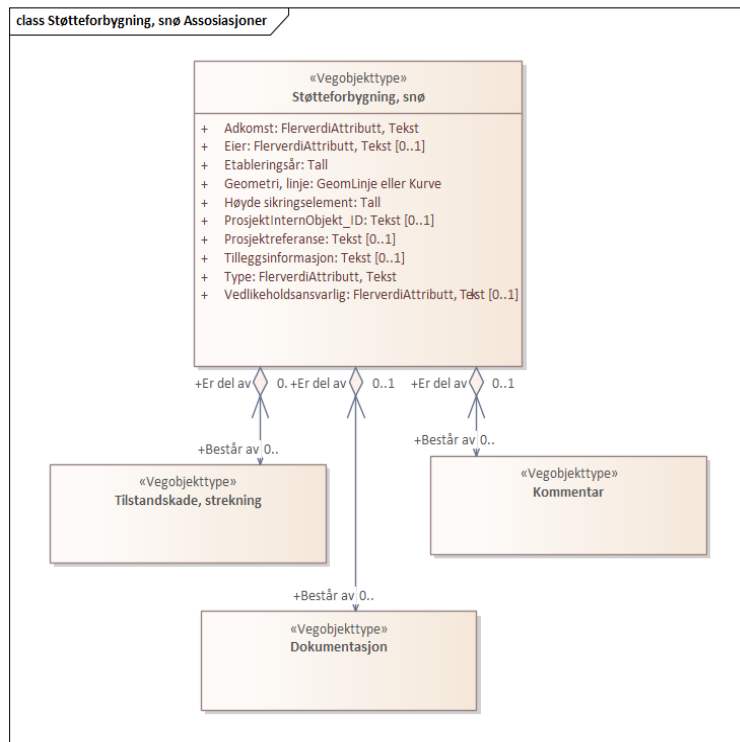 class Støtteforbygning, snø Assosiasjoner
«Vegobjekttype»
Støtteforbygning, snø
+ Adkomst: FlerverdiAttributt, Tekst
+ Eier: FlerverdiAttributt, Tekst [0..1]
+ Etableringsår: Tall
+ Geometri, linje: GeomLinje eller Kurve
+ Høyde sikringselement: Tall
+ ProsjektInternObjekt_ID: Tekst [0..1]
+ Prosjektreferanse: Tekst [0..1]
+ Tilleggsinformasjon: Tekst [0..1]
+ Type: FlerverdiAttributt, Tekst
+ Vedlikeholdsansvarlig: FlerverdiAttributt, Tekst [0..1]
+Er del av 0. +Er del av 0..1 +Er del av 0..1
+Består av 0.. +Består av 0..
«Vegobjekttype» «Vegobjekttype»
Tilstandskade, strekning Kommentar
+Består av 0..
«Vegobjekttype»
Dokumentasjon